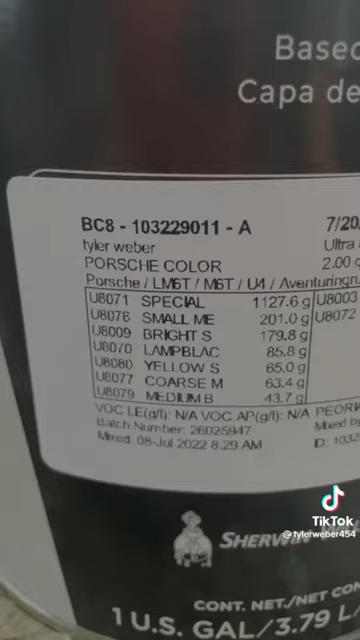 Based
Capa de
BC8 - 103229011 - A 7/20
tyler weber Ultra
PORSCHE COLOR 2.00
Porsche / LM6T / M6T / U4 / Aventuringru
U8071 SPECIAL 1127.6 g U8003
U8076 SMALL ME 201.0 g U8072
U8009 BRIGHT S 179.8 g
U8070 LAMPBLAC 85.8 g
U8080 YELLOW S 65.0 g
U8077 COARSE M 63.4 g
U8079 MEDIUM B 43.7 g
VOC LE(g/l): N/A VOC AP(g/l): N/A PEORI
Batch Number: 26025947 Mixed by
Mixed: 08-Jul-2022 8:29 AM ID: 1032
TikTok
@tylerweber454
SHERWIN
CONT. NET./NET CON
1 U.S. GAL/3.79 L